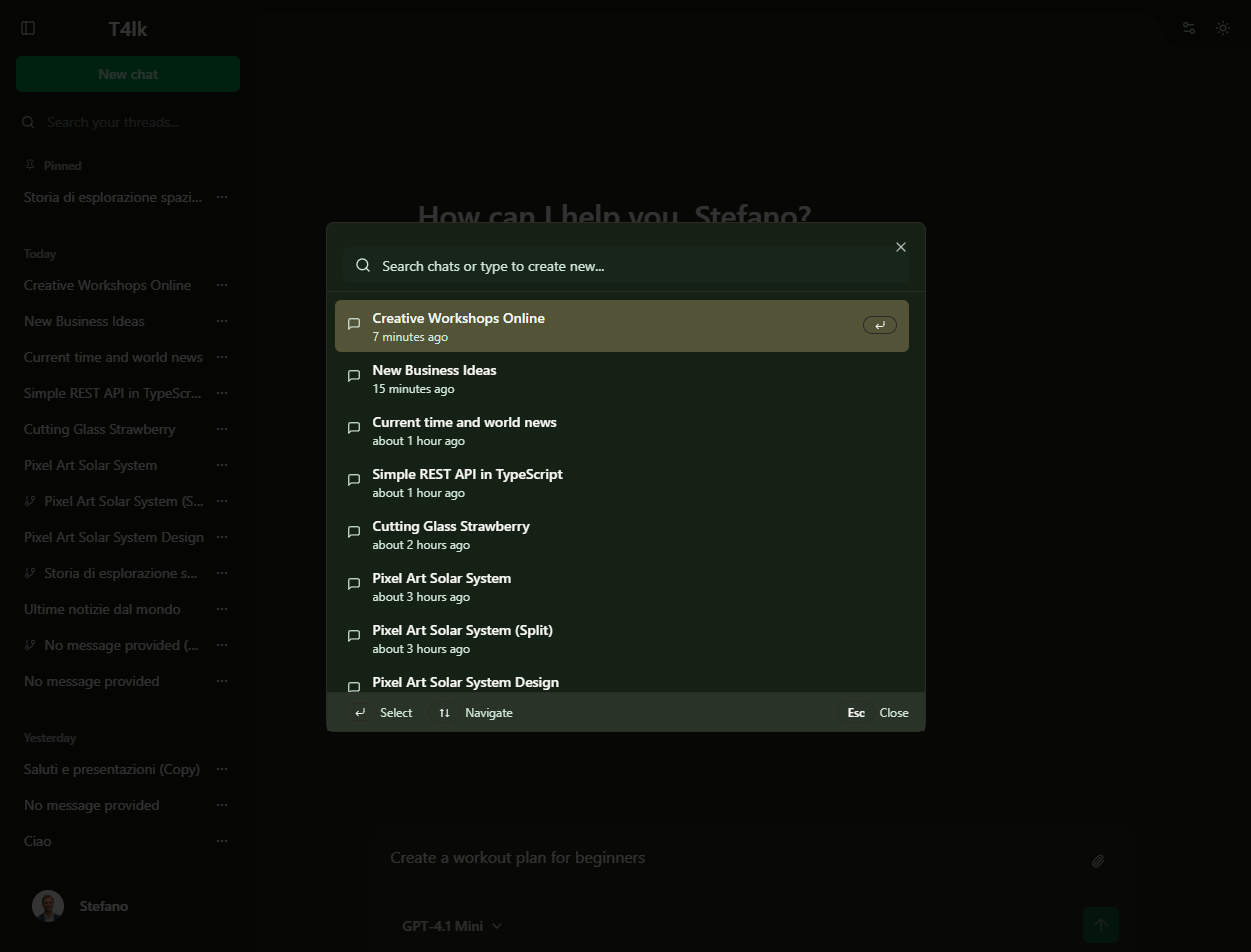 T4lk
New chat
Search your threads...
Pinned
Storia di esplorazione spazi...
Today
Creative Workshops Online
New Business Ideas
Current time and world news
Simple REST API in TypeScr...
Cutting Glass Strawberry
Pixel Art Solar System
Pixel Art Solar System (S...
Pixel Art Solar System Design
Storia di esplorazione s...
Ultime notizie dal mondo
No message provided (...
No message provided
Yesterday
Saluti e presentazioni (Copy)
No message provided
Ciao
Stefano
How can I help you, Stefano?
Search chats or type to create new...
Creative Workshops Online
7 minutes ago
New Business Ideas
15 minutes ago
Current time and world news
about 1 hour ago
Simple REST API in TypeScript
about 1 hour ago
Cutting Glass Strawberry
about 2 hours ago
Pixel Art Solar System
about 3 hours ago
Pixel Art Solar System (Split)
about 3 hours ago
Pixel Art Solar System Design
Select
Navigate
Esc Close
Create a workout plan for beginners
GPT-4.1 Mini